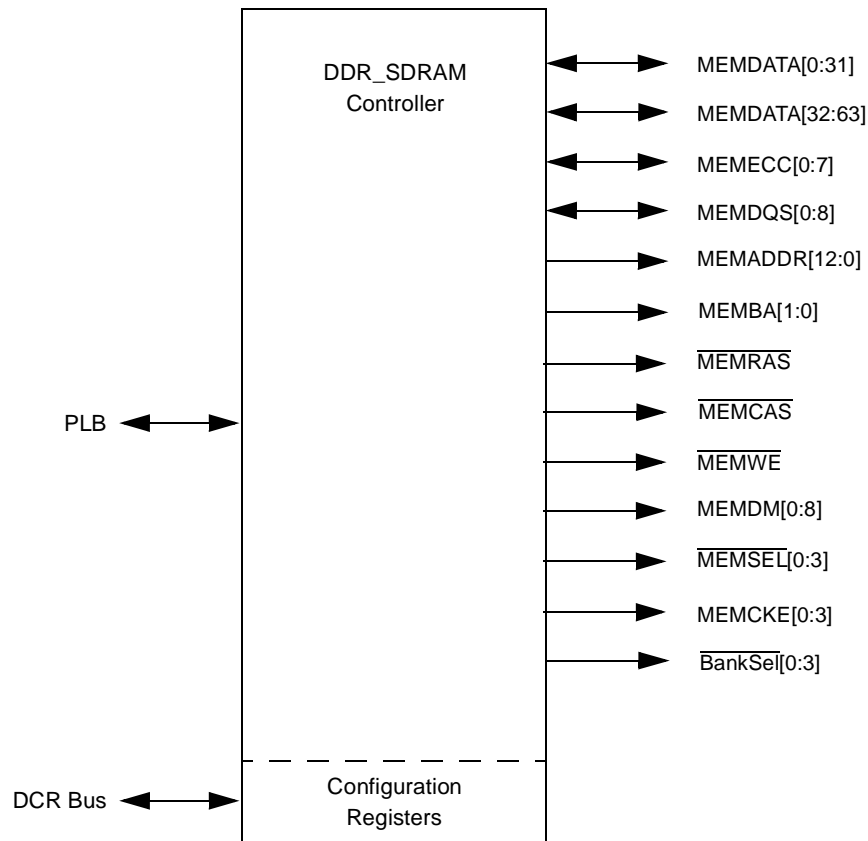 DDR_SDRAM
Controller
MEMDATA[0:31]
MEMDATA[32:63]
MEMECC[0:7]
MEMDQS[0:8]
MEMADDR[12:0]
MEMBA[1:0]
MEMRAS
MEMCAS
MEMWE
MEMDM[0:8]
MEMSEL[0:3]
MEMCKE[0:3]
BankSel[0:3]
PLB
DCR Bus
Configuration
Registers